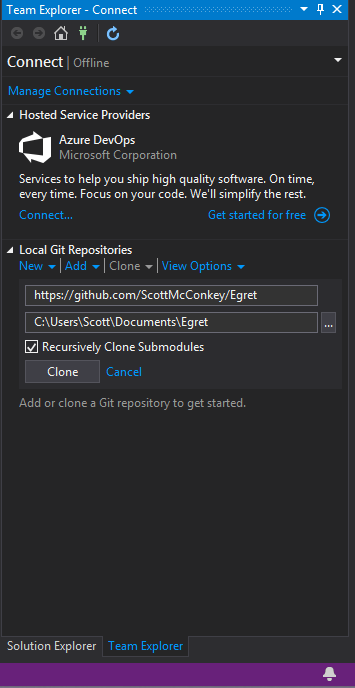 Team Explorer - Connect
Connect | Offline
Manage Connections
Hosted Service Providers
Azure DevOps
Microsoft Corporation
Services to help you ship high quality software. On time,
every time. Focus on your code. We'll simplify the rest.
Connect... Get started for free
Local Git Repositories
New | Add | Clone | View Options
https://github.com/ScottMcConkey/Egret
C:\Users\Scott\Documents\Egret ...
Recursively Clone Submodules
Clone Cancel
Add or clone a Git repository to get started.
Solution Explorer Team Explorer